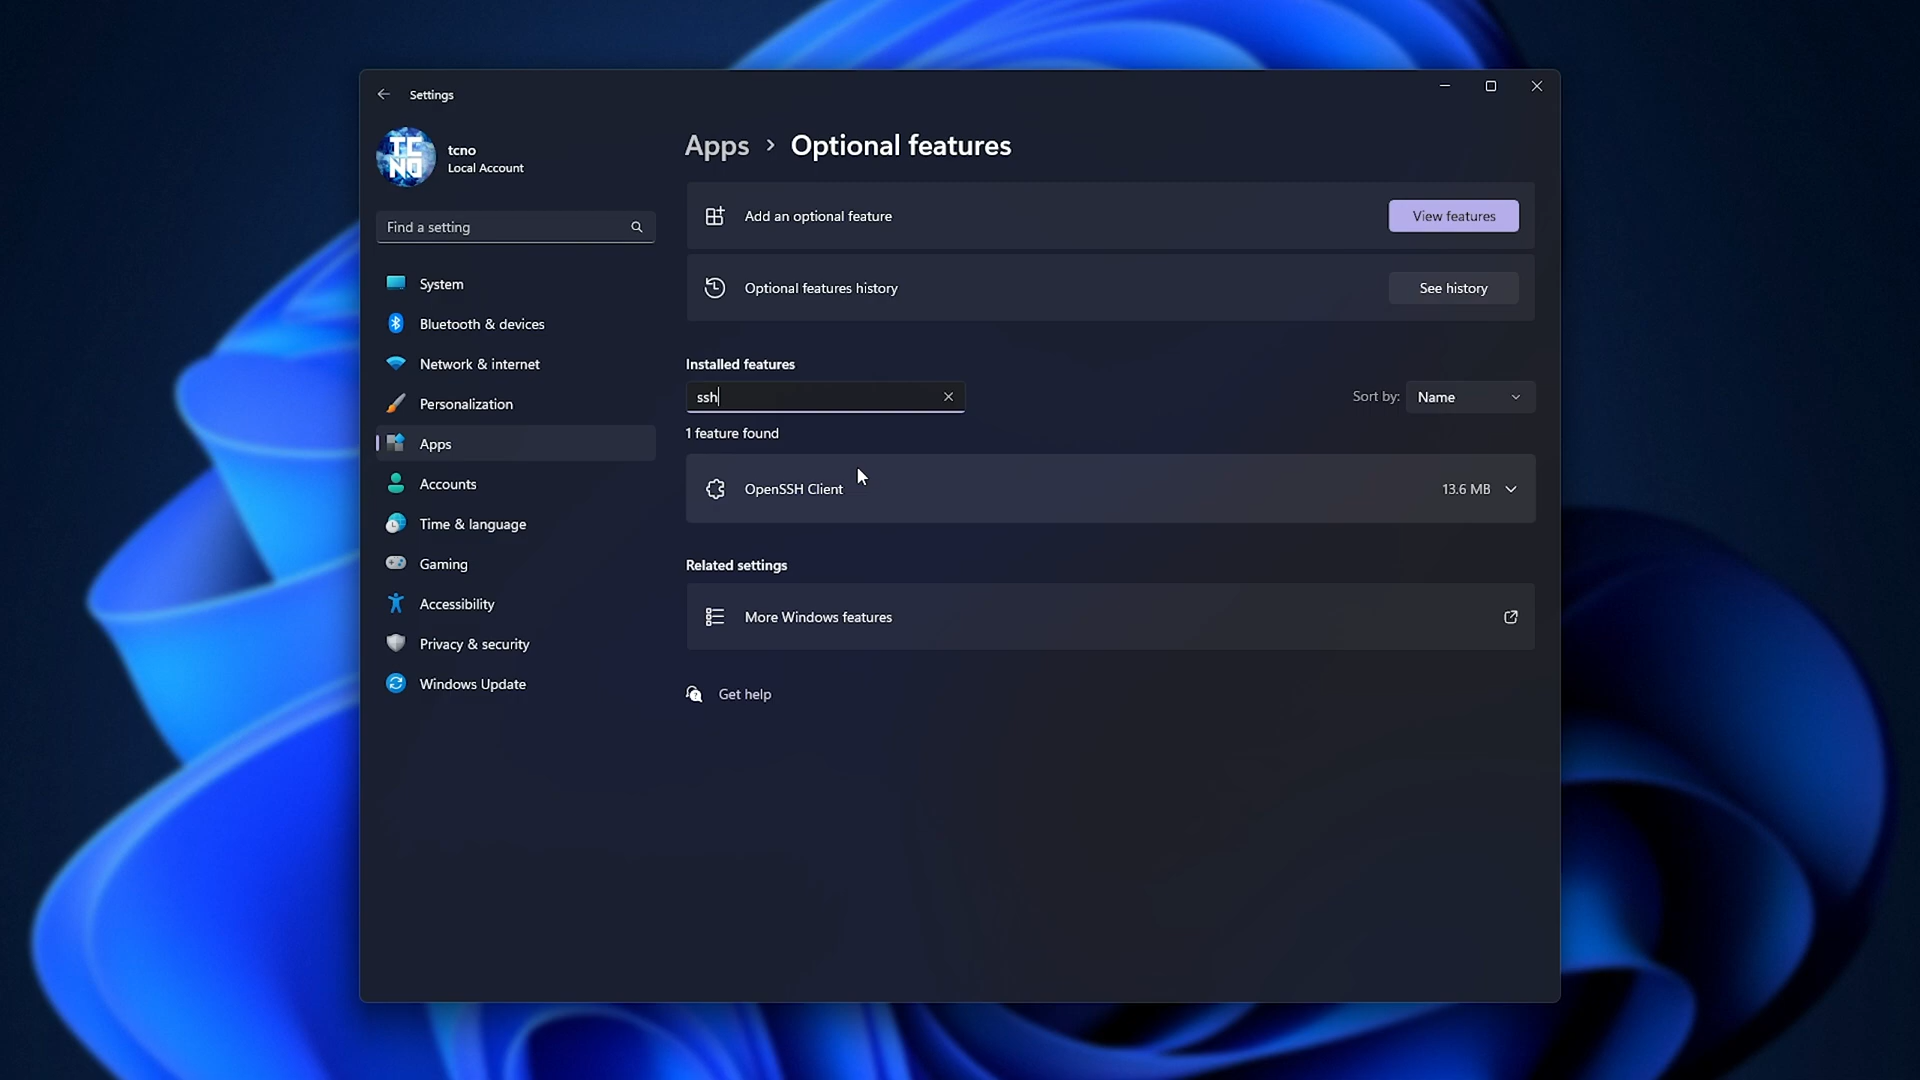 Settings
TC
NO
tcno
Local Account
Find a setting
System
Bluetooth & devices
Network & internet
Personalization
Apps
Accounts
Time & language
Gaming
Accessibility
Privacy & security
Windows Update
Apps > Optional features
Add an optional feature
View features
Optional features history
See history
Installed features
ssh
Sort by: Name
1 feature found
OpenSSH Client
13.6 MB
Related settings
More Windows features
Get help